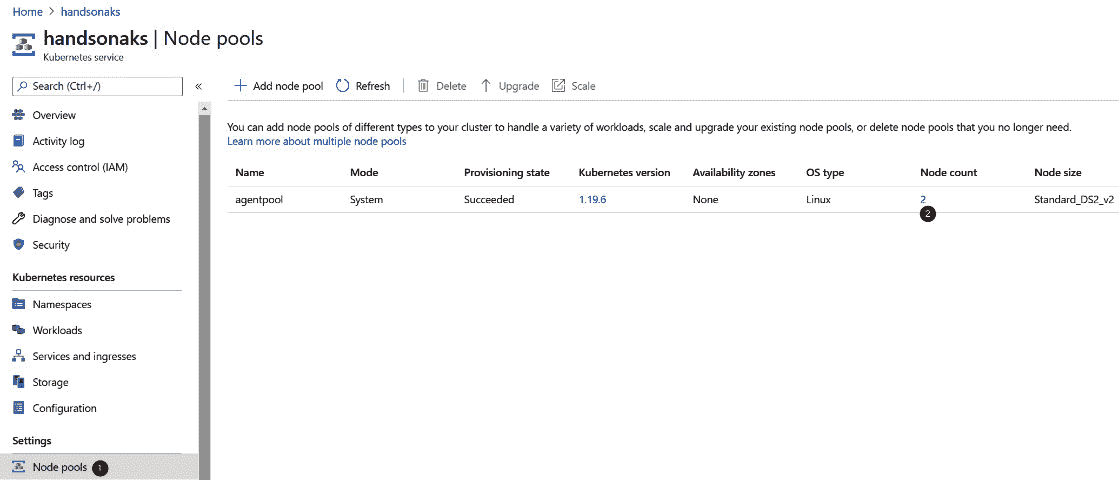 Home > handsonaks
handsonaks | Node pools
Kubernetes service
Search (Ctrl+/)
«
Add node pool
Refresh
Delete
Upgrade
Scale
Overview
Activity log
Access control (IAM)
Tags
Diagnose and solve problems
Security
Kubernetes resources
Namespaces
Workloads
Services and ingresses
Storage
Configuration
Settings
Node pools 1
You can add node pools of different types to your cluster to handle a variety of workloads, scale and upgrade your existing node pools, or delete node pools that you no longer need.
Learn more about multiple node pools
Name Mode Provisioning state Kubernetes version Availability zones OS type Node count Node size
agentpool System Succeeded 1.19.6 None Linux 2 Standard_DS2_v2
2